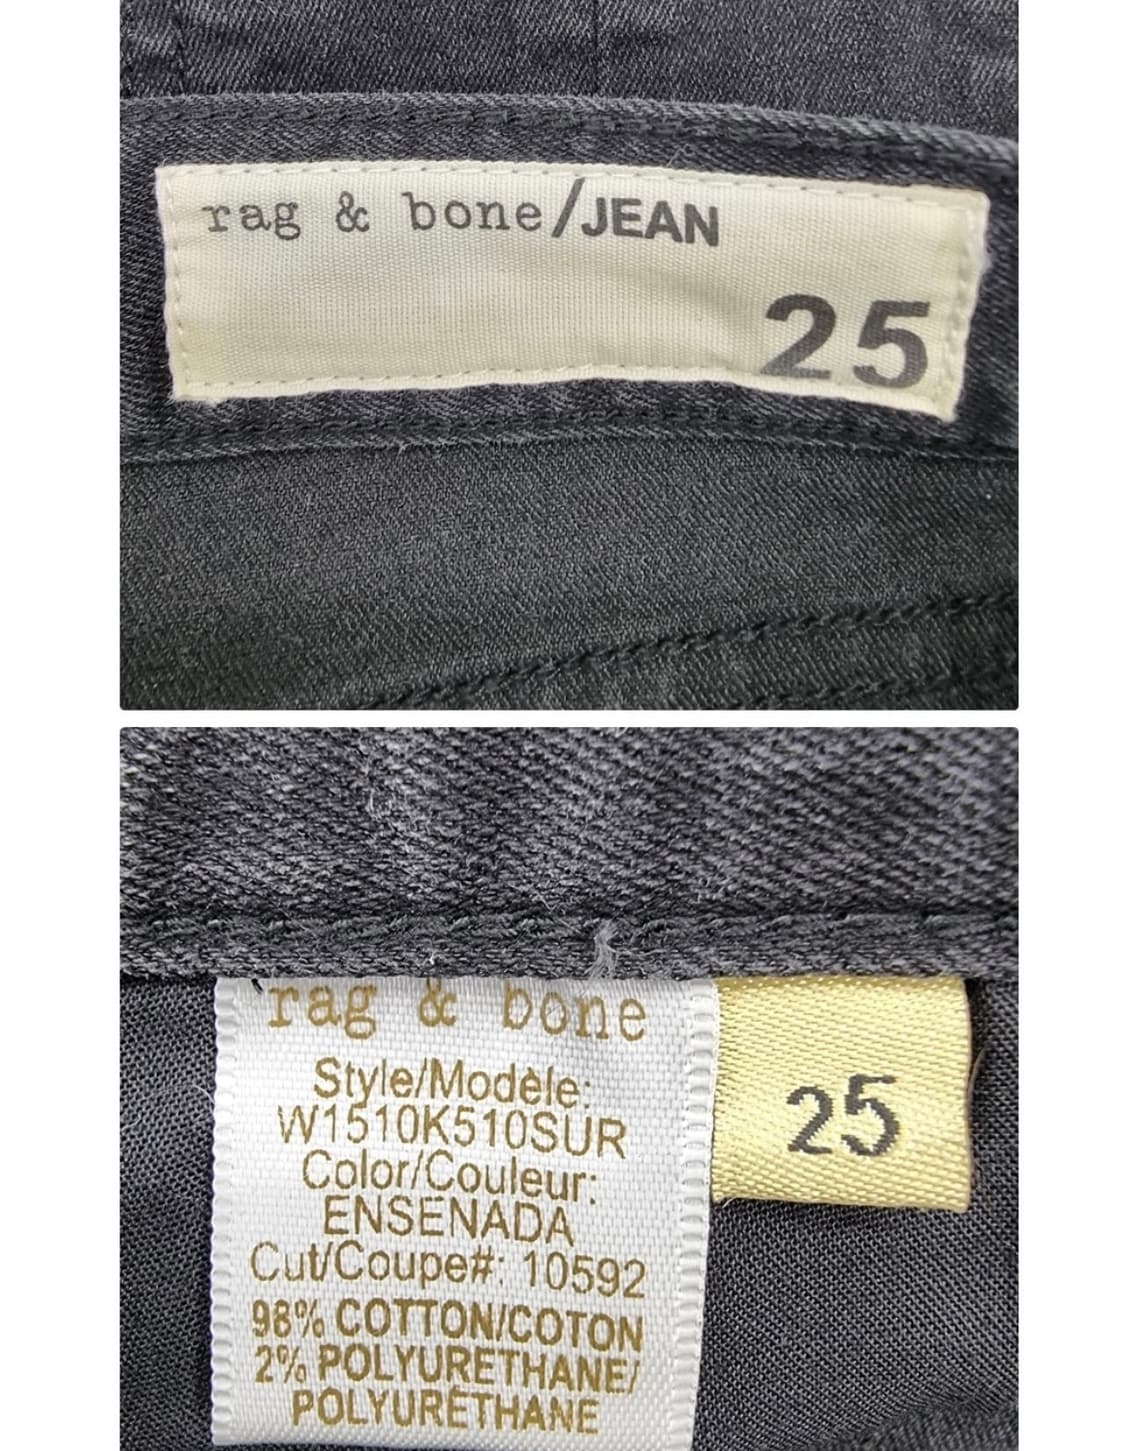 rag & bone/JEAN
25
rag & bone
Style/Modèle:
W1510K510SUR
Color/Couleur:
ENSENADA
Cut/Coupe#: 10592
98% COTTON/COTON
2% POLYURETHANE/
POLYURÉTHANE
25